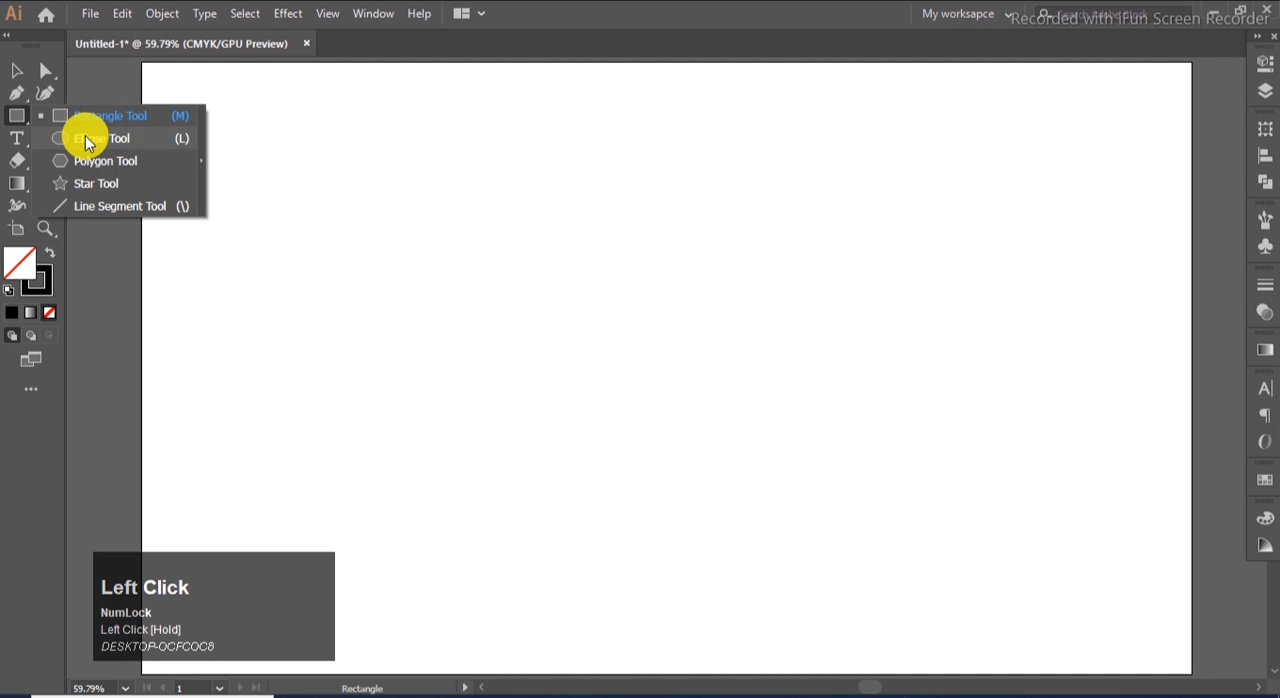 Ai File Edit Object Type Select Effect View Window Help My worksapce
Recorded with iFun Screen Recorder
Untitled-1* @ 59.79% (CMYK/GPU Preview) ×
Rectangle Tool (M)
Ellipse Tool (L)
Polygon Tool
Star Tool
Line Segment Tool (\)
Left Click
NumLock
Left Click [Hold]
DESKTOP-OCFCOC8
59.79% 1 Rectangle